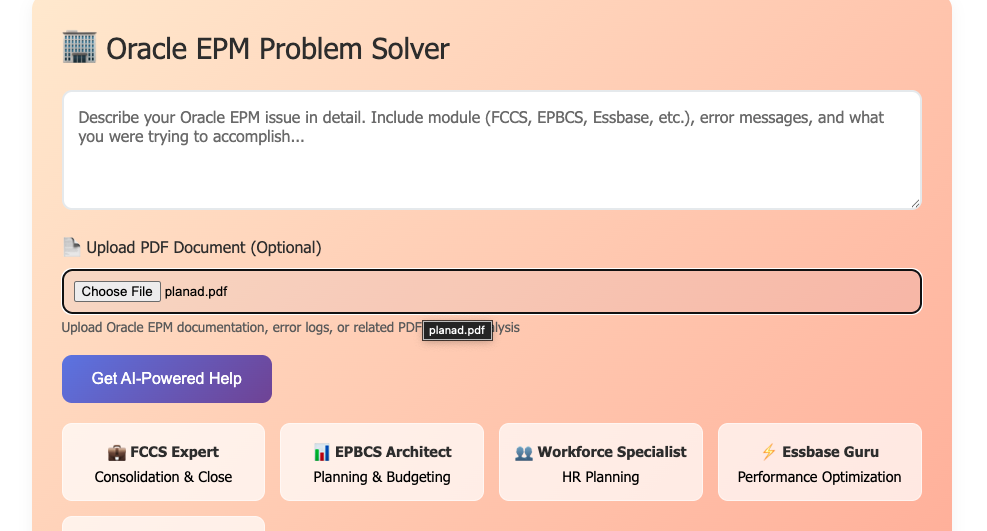 Oracle EPM Problem Solver
Describe your Oracle EPM issue in detail. Include module (FCCS, EPBCS, Essbase, etc.), error messages, and what
you were trying to accomplish...
Upload PDF Document (Optional)
Choose File planad.pdf
Upload Oracle EPM documentation, error logs, or related PDF
planad.pdf
Get AI-Powered Help
FCCS Expert
Consolidation & Close
EPBCS Architect
Planning & Budgeting
Workforce Specialist
HR Planning
Essbase Guru
Performance Optimization